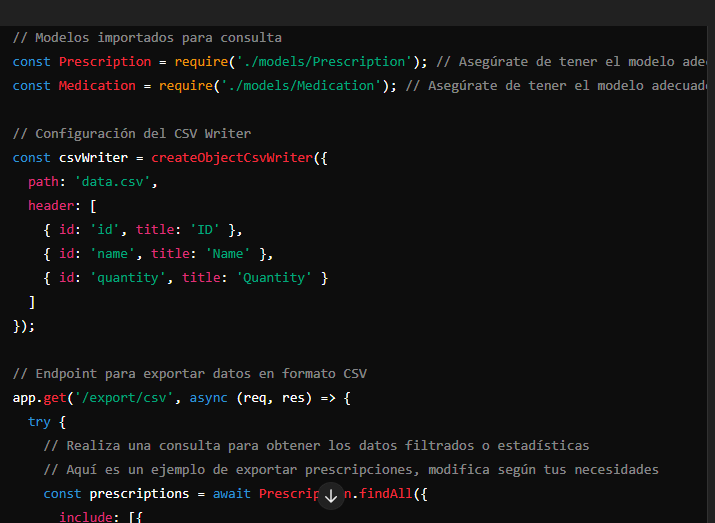 // Modelos importados para consulta
const Prescription = require('./models/Prescription'); // Asegúrate de tener el modelo
const Medication = require('./models/Medication'); // Asegúrate de tener el modelo adecuad
// Configuración del CSV Writer
const csvWriter = createObjectCsvWriter({
path: 'data.csv',
header: [
{ id: 'id', title: 'ID' },
{ id: 'name', title: 'Name' },
{ id: 'quantity', title: 'Quantity' }
]
});
// Endpoint para exportar datos en formato CSV
app.get('/export/csv', async (req, res) => {
try {
// Realiza una consulta para obtener los datos filtrados o estadísticas
// Aquí es un ejemplo de exportar prescripciones, modifica según tus necesidades
const prescriptions = await Prescription.findAll({
include: [{